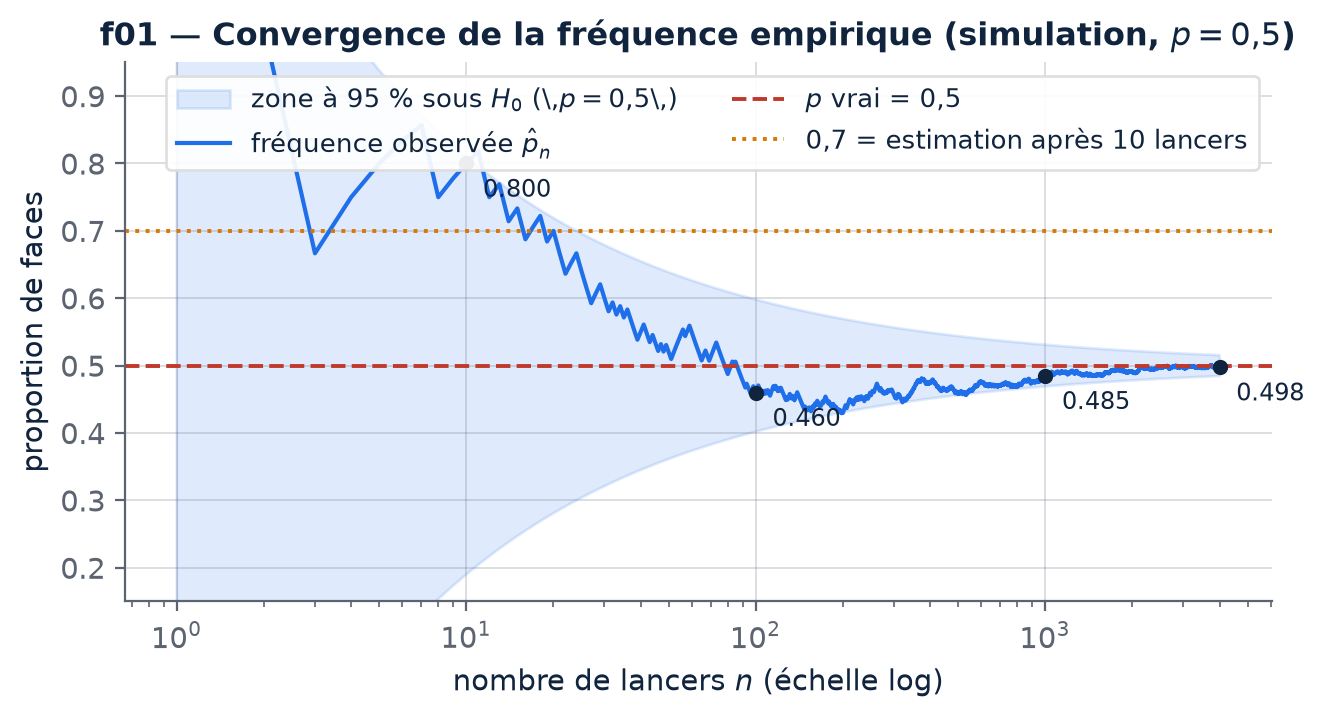 f01 — Convergence de la fréquence empirique (simulation, p = 0,5)
zone à 95 % sous H₀ (\,p = 0,5\,)
fréquence observée p̂ₙ
p vrai = 0,5
0,7 = estimation après 10 lancers
proportion de faces
0.9
0.8
0.7
0.6
0.5
0.4
0.3
0.2
0.800
0.460
0.485
0.498
10⁰
10¹
10²
10³
nombre de lancers n (échelle log)